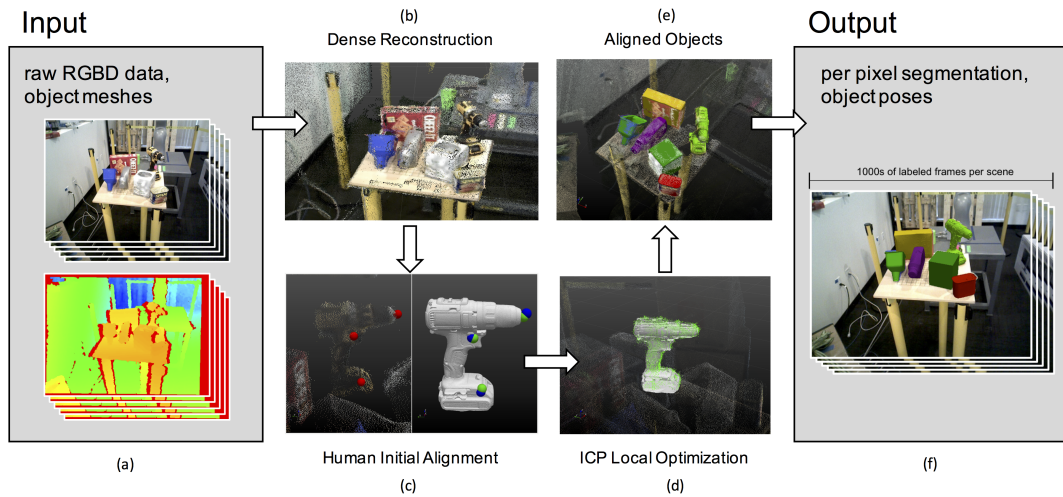 Input
raw RGBD data,
object meshes
(a)
(b)
Dense Reconstruction
Human Initial Alignment
(c)
ICP Local Optimization
(d)
(e)
Aligned Objects
Output
per pixel segmentation,
object poses
1000s of labeled frames per scene
(f)